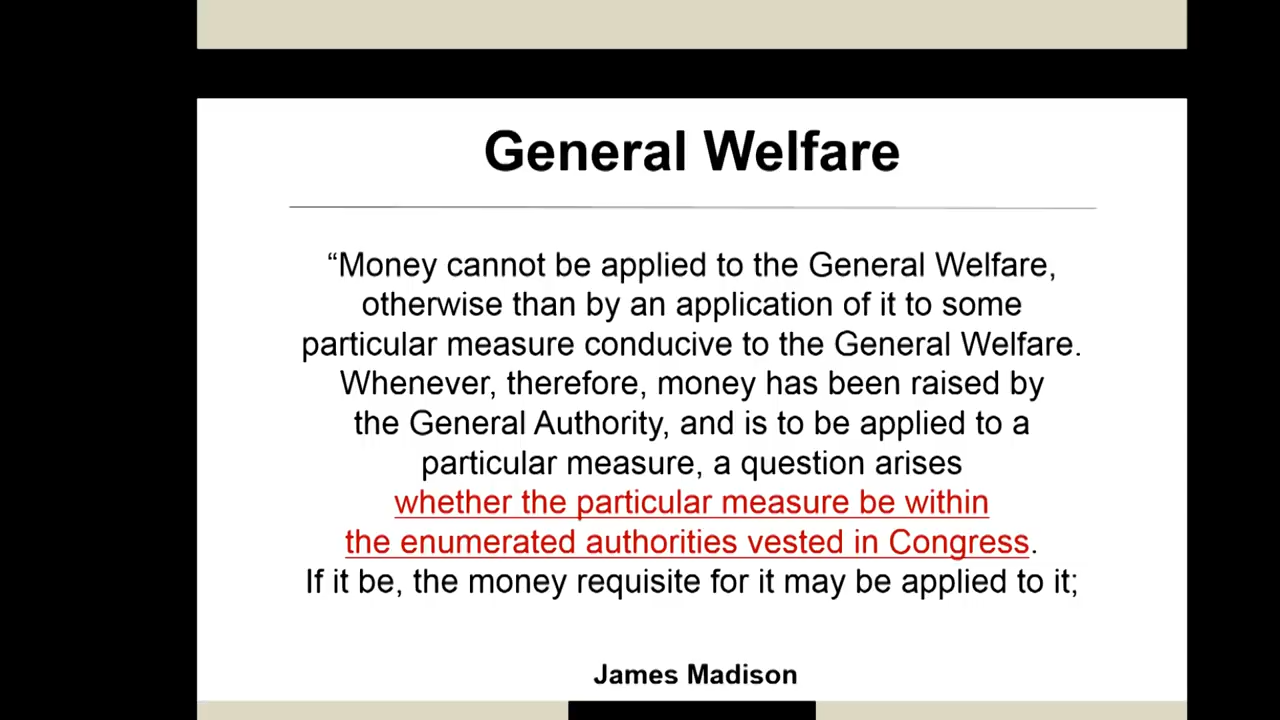 General Welfare
“Money cannot be applied to the General Welfare,
otherwise than by an application of it to some
particular measure conducive to the General Welfare.
Whenever, therefore, money has been raised by
the General Authority, and is to be applied to a
particular measure, a question arises
whether the particular measure be within
the enumerated authorities vested in Congress.
If it be, the money requisite for it may be applied to it;
James Madison